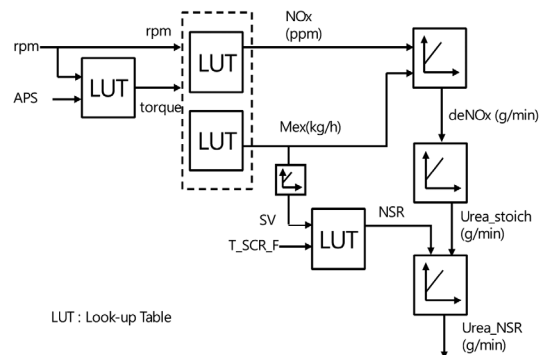 NOx
(ppm)
rpm
rpm
LUT
LUT
APS
torque
LUT
Mex(kg/h)
deNOx (g/min)
SV
NSR
T_SCR_F
LUT
Urea_stoich
(g/min)
LUT : Look-up Table
Urea_NSR
(g/min)